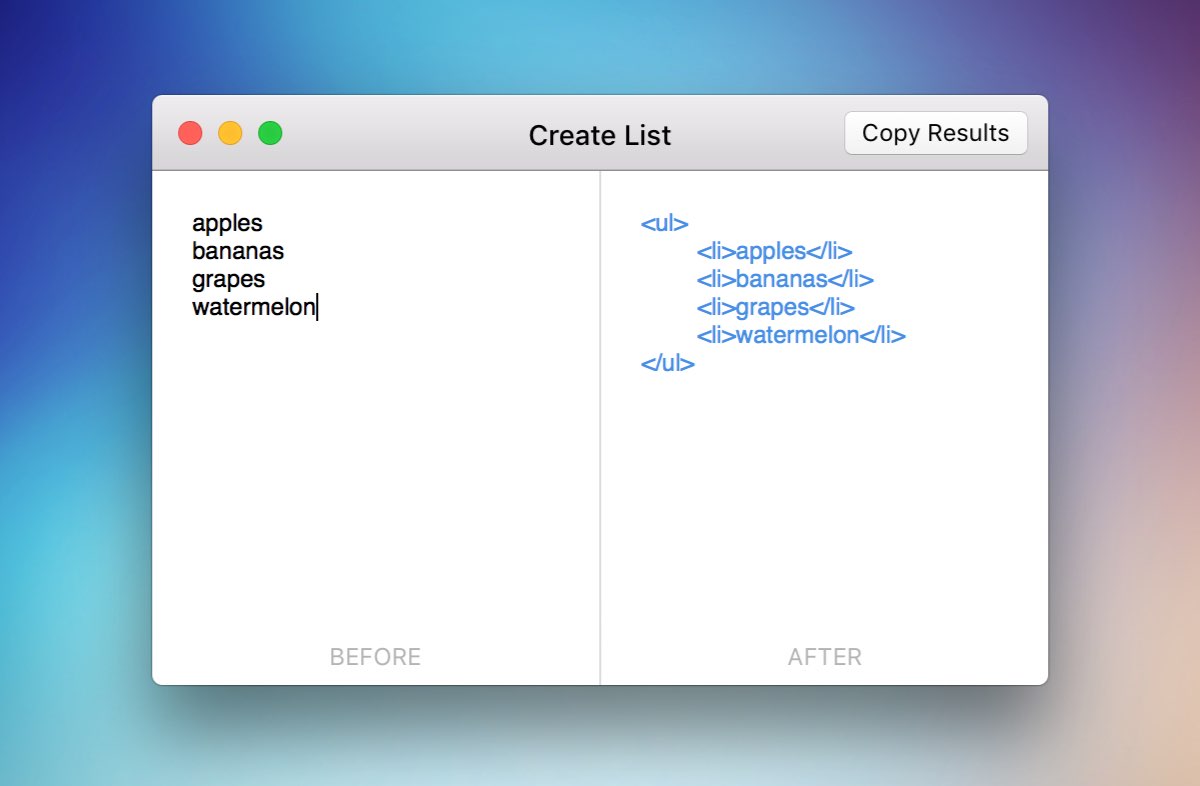 Create List
Copy Results
apples
bananas
grapes
watermelon
<ul>
<li>apples</li>
<li>bananas</li>
<li>grapes</li>
<li>watermelon</li>
</ul>
BEFORE
AFTER